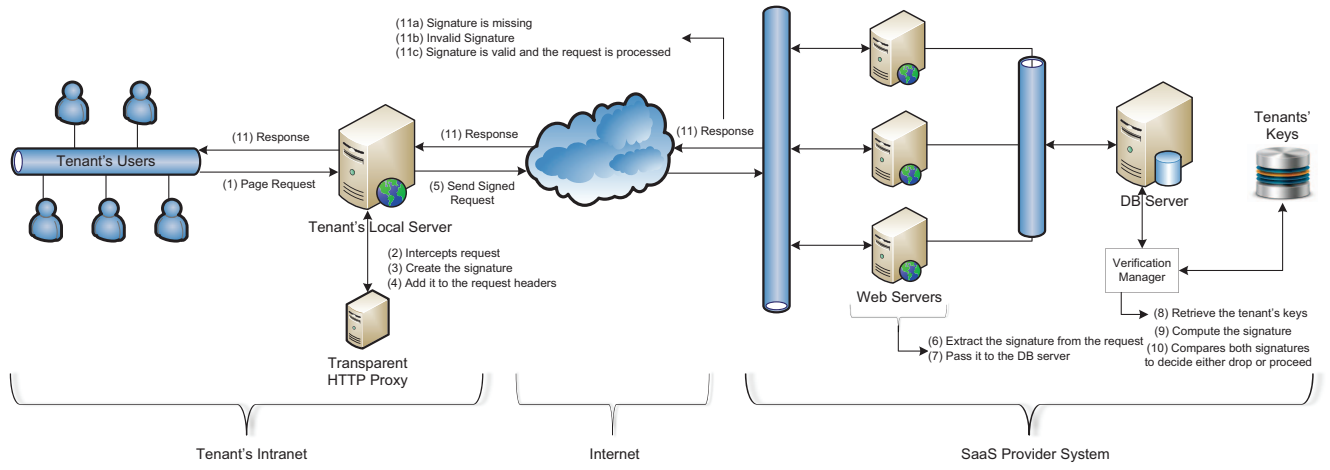 (11a) Signature is missing
(11b) Invalid Signature
(11c) Signature is valid and the request is processed
Tenant's Users
(11) Response
(1) Page Request
Tenant's Local Server
(11) Response
(5) Send Signed
Request
(11) Response
(2) Intercepts request
(3) Create the signature
(4) Add it to the request headers
Transparent
HTTP Proxy
Web Servers
(6) Extract the signature from the request
(7) Pass it to the DB server
DB Server
Tenants'
Keys
Verification
Manager
(8) Retrieve the tenant's keys
(9) Compute the signature
(10) Compares both signatures
to decide either drop or proceed
Tenant's Intranet
Internet
SaaS Provider System